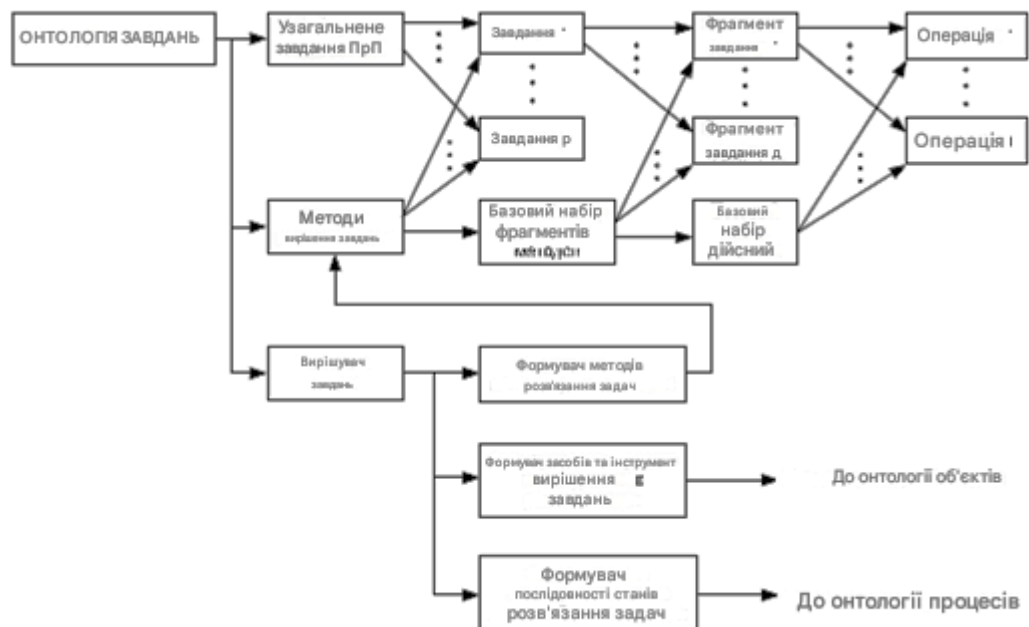 ОНТОЛОГІЯ ЗАВДАНЬ
Узагальнене
завдання ПрП
Завдання
Фрагмент
завдання
Операція
Завдання р
Фрагмент
завдання д
Операція
Методи
вирішення завдань
Базовий набір
фрагментів
Базовий
набір
дійсний
Вирішувач
завдань
Формувач методів
розв'язання задач
Формувач засобів та інструмент
вирішення
завдань
До онтології об'єктів
Формувач
послідовності станів
розв'язання задач
До онтології процесів